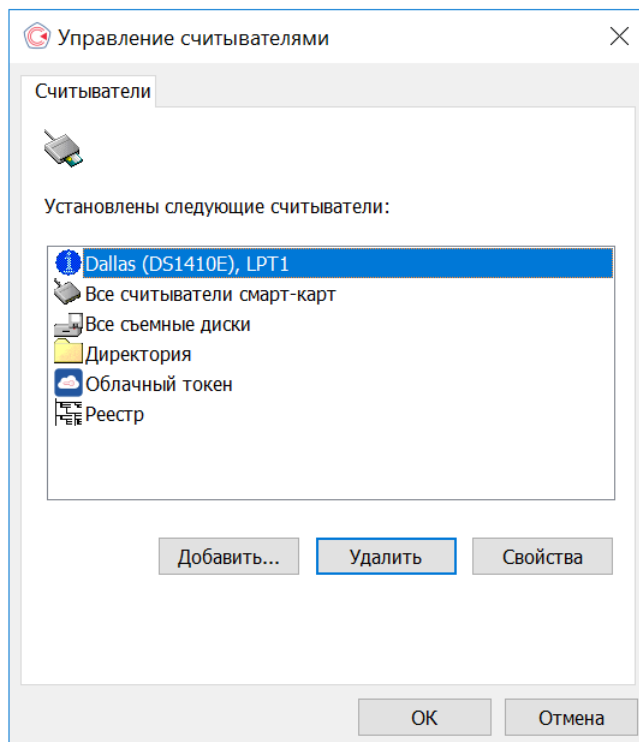 Управление считывателями
Считыватели
Установлены следующие считыватели:
Dallas (DS1410E), LPT1
Все считыватели смарт-карт
Все съемные диски
Директория
Облачный токен
Реестр
Добавить... Удалить Свойства
ОК Отмена